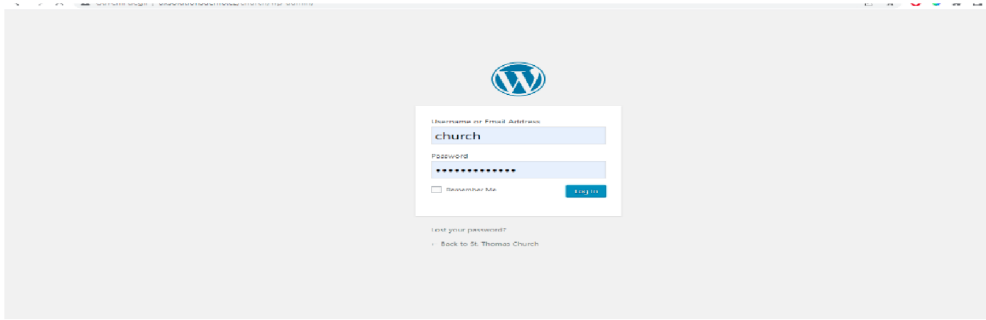 Username or Email Address
church
Password
•••••••••••••
Remember Me
Log In
Lost your password?
← Back to St. Thomas Church